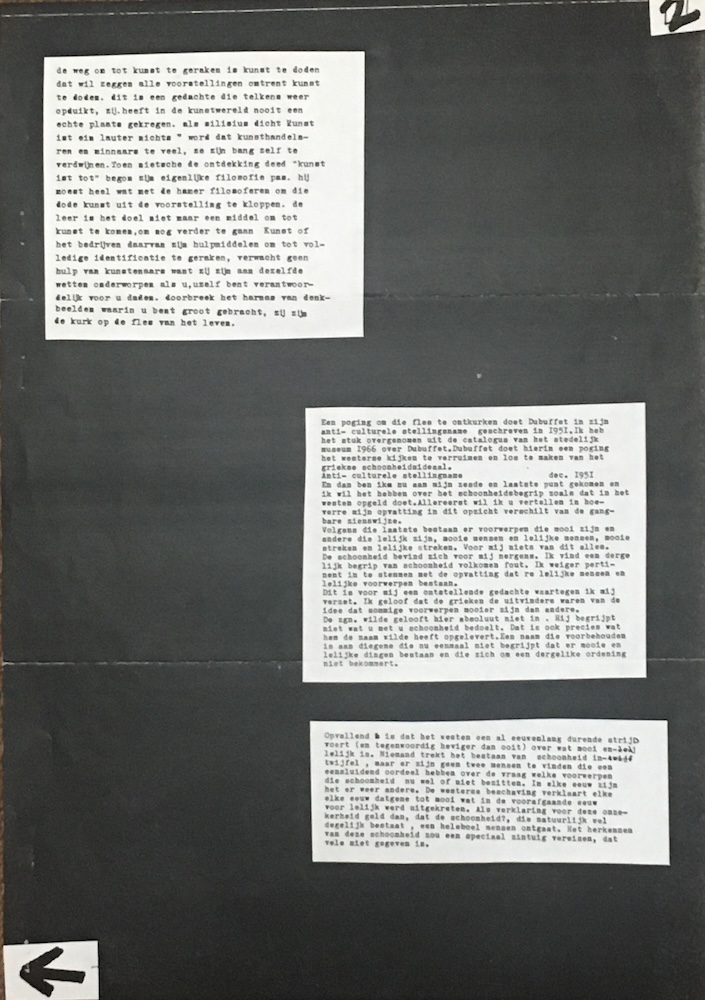 2
de weg om tot kunst te geraken is kunst te doden
dat wil zeggen alle voorstellingen omtrent kunst
te doden. dit is een gedachte die telkens weer
opduikt, zij.heeft in de kunstwereld nooit een
echte plaats gekregen. als silisius dicht Kunst
ist ein lauter nichts " word dat kunsthandela-
ren en minnaars te veel, ze zijn bang zelf te
verdwijnen.Toen nietsche de ontdekking deed "kunst
ist tot" begon zijn eigenlijke filosofie pas. hij
moest heel wat met de hamer filosoferen om die
dode kunst uit de voorstelling te kloppen. de
leer is het doel niet maar een middel om tot
kunst te komen,om nog verder te gaan Kunst of
het bedrijven daarvan zijn hulpmiddelen om tot vol-
ledige identificatie te geraken, verwacht geen
hulp van kunstenaars want zij zijn aan dezelfde
wetten onderworpen als u,uzelf bent verantwoor-
delijk voor u daden. doorbreek het harnas van denk-
beelden waarin u bent groot gebracht, zij zijn
de kurk op de fles van het leven.
Een poging om die fles te ontkurken doet Dubuffet in zijn
anti- culturele stellingname geschreven in 1951.Ik heb
het stuk overgenomen uit de catalogus van het stedelijk
museum 1966 over Dubuffet.Dubuffet doet hierin een poging
het westerse kijken te verruimen en los te maken van het
griekse schoonheidsideaal.
Anti- culturele stellingname dec. 1951
En dan ben ikm nu aan mijn zesde en laatste punt gekomen en
ik wil het hebben over het schoonheidsbegrip zoals dat in het
westen opgeld doet.Allereerst wil ik u vertellen in hoe-
verre mijn opvatting in dit opzicht verschilt van de gang-
bare zienswijze.
Volgens die laatste bestaan er voorwerpen die mooi zijn en
andere die lelijk zijn, mooie mensen en lelijke mensen, mooie
streken en lelijke streken. Voor mij niets van dit alles.
De schoonheid bevind zich voor mij nergens. Ik vind een derge
lijk begrip van schoonheid volkomen fout. Ik weiger perti-
nent in te stemmen met de opvatting dat re lelijke mensen en
lelijke voorwerpen bestaan.
Dit is voor mij een ontstellende gedachte waartegen ik mij
verzet. Ik geloof dat de grieken de uitvinders waren van de
idee dat sommige voorwerpen mooier zijn dan andere.
De zgn. wilde gelooft hier absoluut niet in . Hij begrijpt
niet wat u met u schoonheid bedoelt. Dat is ook precies wat
hem de naam wilde heeft opgelevert.Een naam die voorbehouden
is aan diegene die nu eenmaal niet begrijpt dat er mooie en
lelijke dingen bestaan en die zich om een dergelijke ordening
niet bekommert.
Opvallend is dat het westen een al eeuwenlang durende strijD
voert (en tegenwoordig heviger dan ooit) over wat mooi en lelj
lelijk is. Niemand trekt het bestaan van schoonheid in twidf
twijfel , maar er zijn geen twee mensen te vinden die een
eensluidend oordeel hebben over de vraag welke voorwerpen
die schoonheid nu wel of niet bezitten. In elke eeuw zijn
het er weer andere. De westerse beschaving verklaart elke
elke eeuw datgene tot mooi wat in de voorafgaande eeuw
voor lelijk werd uitgekreten. Als verklaring voor deze onze-
kerheid geld dan, dat de schoonheid?, die natuurlijk wel
degelijk bestaat , een heleboel mensen ontgaat. Het herkennen
van deze schoonheid zou een speciaal zintuig vereisen, dat
vele niet gegeven is.